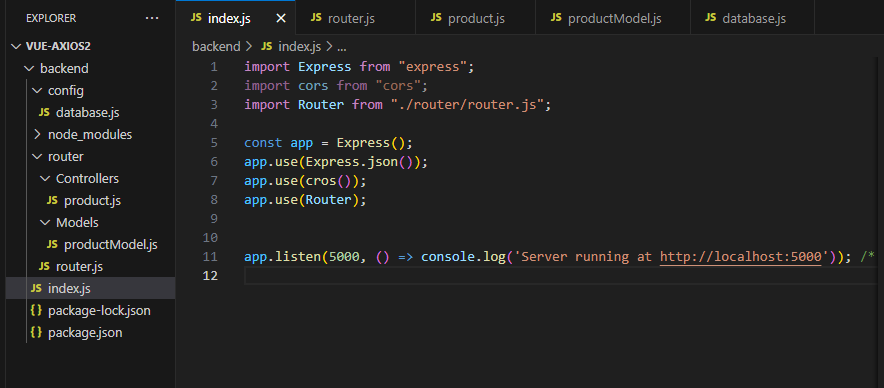 EXPLORER
VUE-AXIOS2
backend
config
JS database.js
node_modules
router
Controllers
JS product.js
Models
JS productModel.js
JS router.js
JS index.js
{} package-lock.json
{} package.json
JS index.js
JS router.js
JS product.js
JS productModel.js
JS database.js
backend > JS index.js > ...
1 import Express from "express";
2 import cors from "cors";
3 import Router from "./router/router.js";
4
5 const app = Express();
6 app.use(Express.json());
7 app.use(cros());
8 app.use(Router);
9
10
11 app.listen(5000, () => console.log('Server running at http://localhost:5000')); /*
12